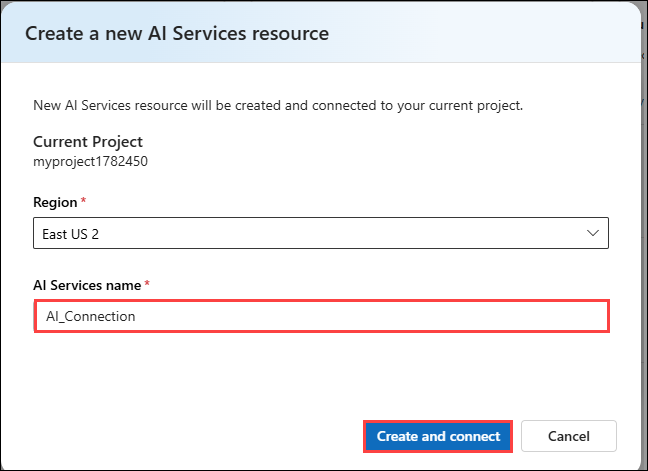 Create a new AI Services resource
New AI Services resource will be created and connected to your current project.
Current Project
myproject1782450
Region *
East US 2
AI Services name *
AI_Connection
Create and connect
Cancel